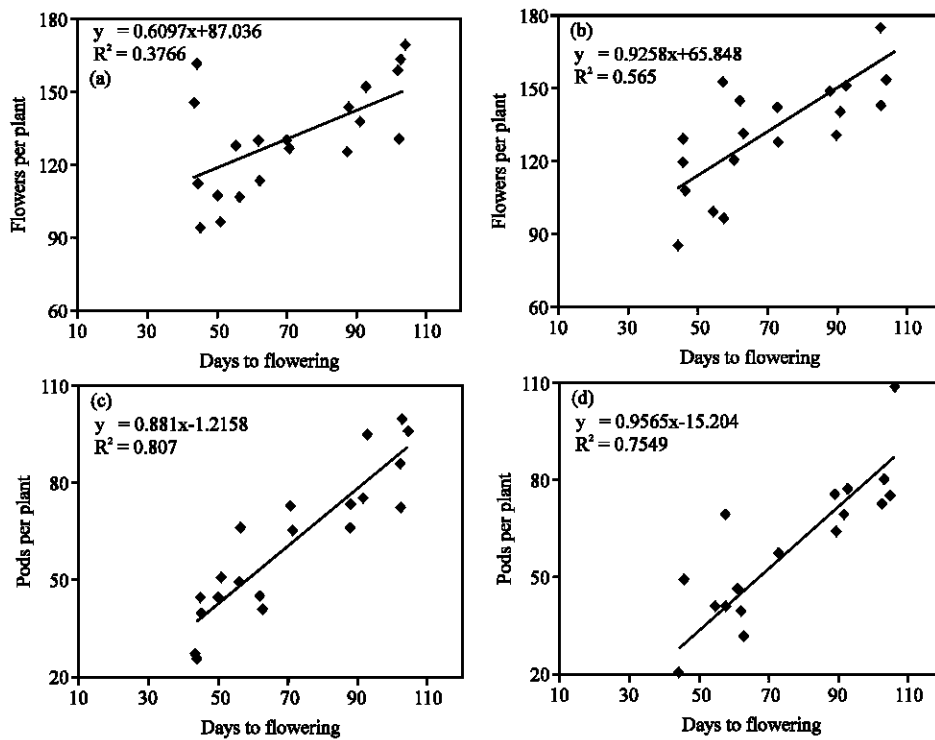 180
y = 0.6097x+87.036
R² = 0.3766
(a)
150
120
90
60
Flowers per plant
10 30 50 70 90 110
Days to flowering
180
(b)
y = 0.9258x+65.848
R² = 0.565
150
120
90
60
Flowers per plant
10 30 50 70 90 110
Days to flowering
110
(c)
y = 0.881x-1.2158
R² = 0.807
80
50
20
Pods per plant
10 30 50 70 90 110
Days to flowering
110
(d)
y = 0.9565x-15.204
R² = 0.7549
80
50
20
Pods per plant
10 30 50 70 90 110
Days to flowering